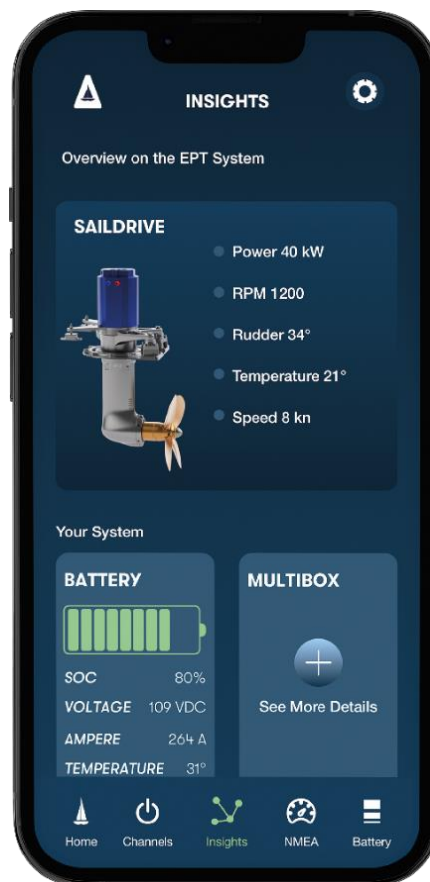 INSIGHTS
Overview on the EPT System
SAILDRIVE
Power 40 kW
RPM 1200
Rudder 34°
Temperature 21°
Speed 8 kn
Your System
BATTERY
SOC 80%
VOLTAGE 109 VDC
AMPERE 264 A
TEMPERATURE 31°
MULTIBOX
See More Details
Home Channels Insights NMEA Battery